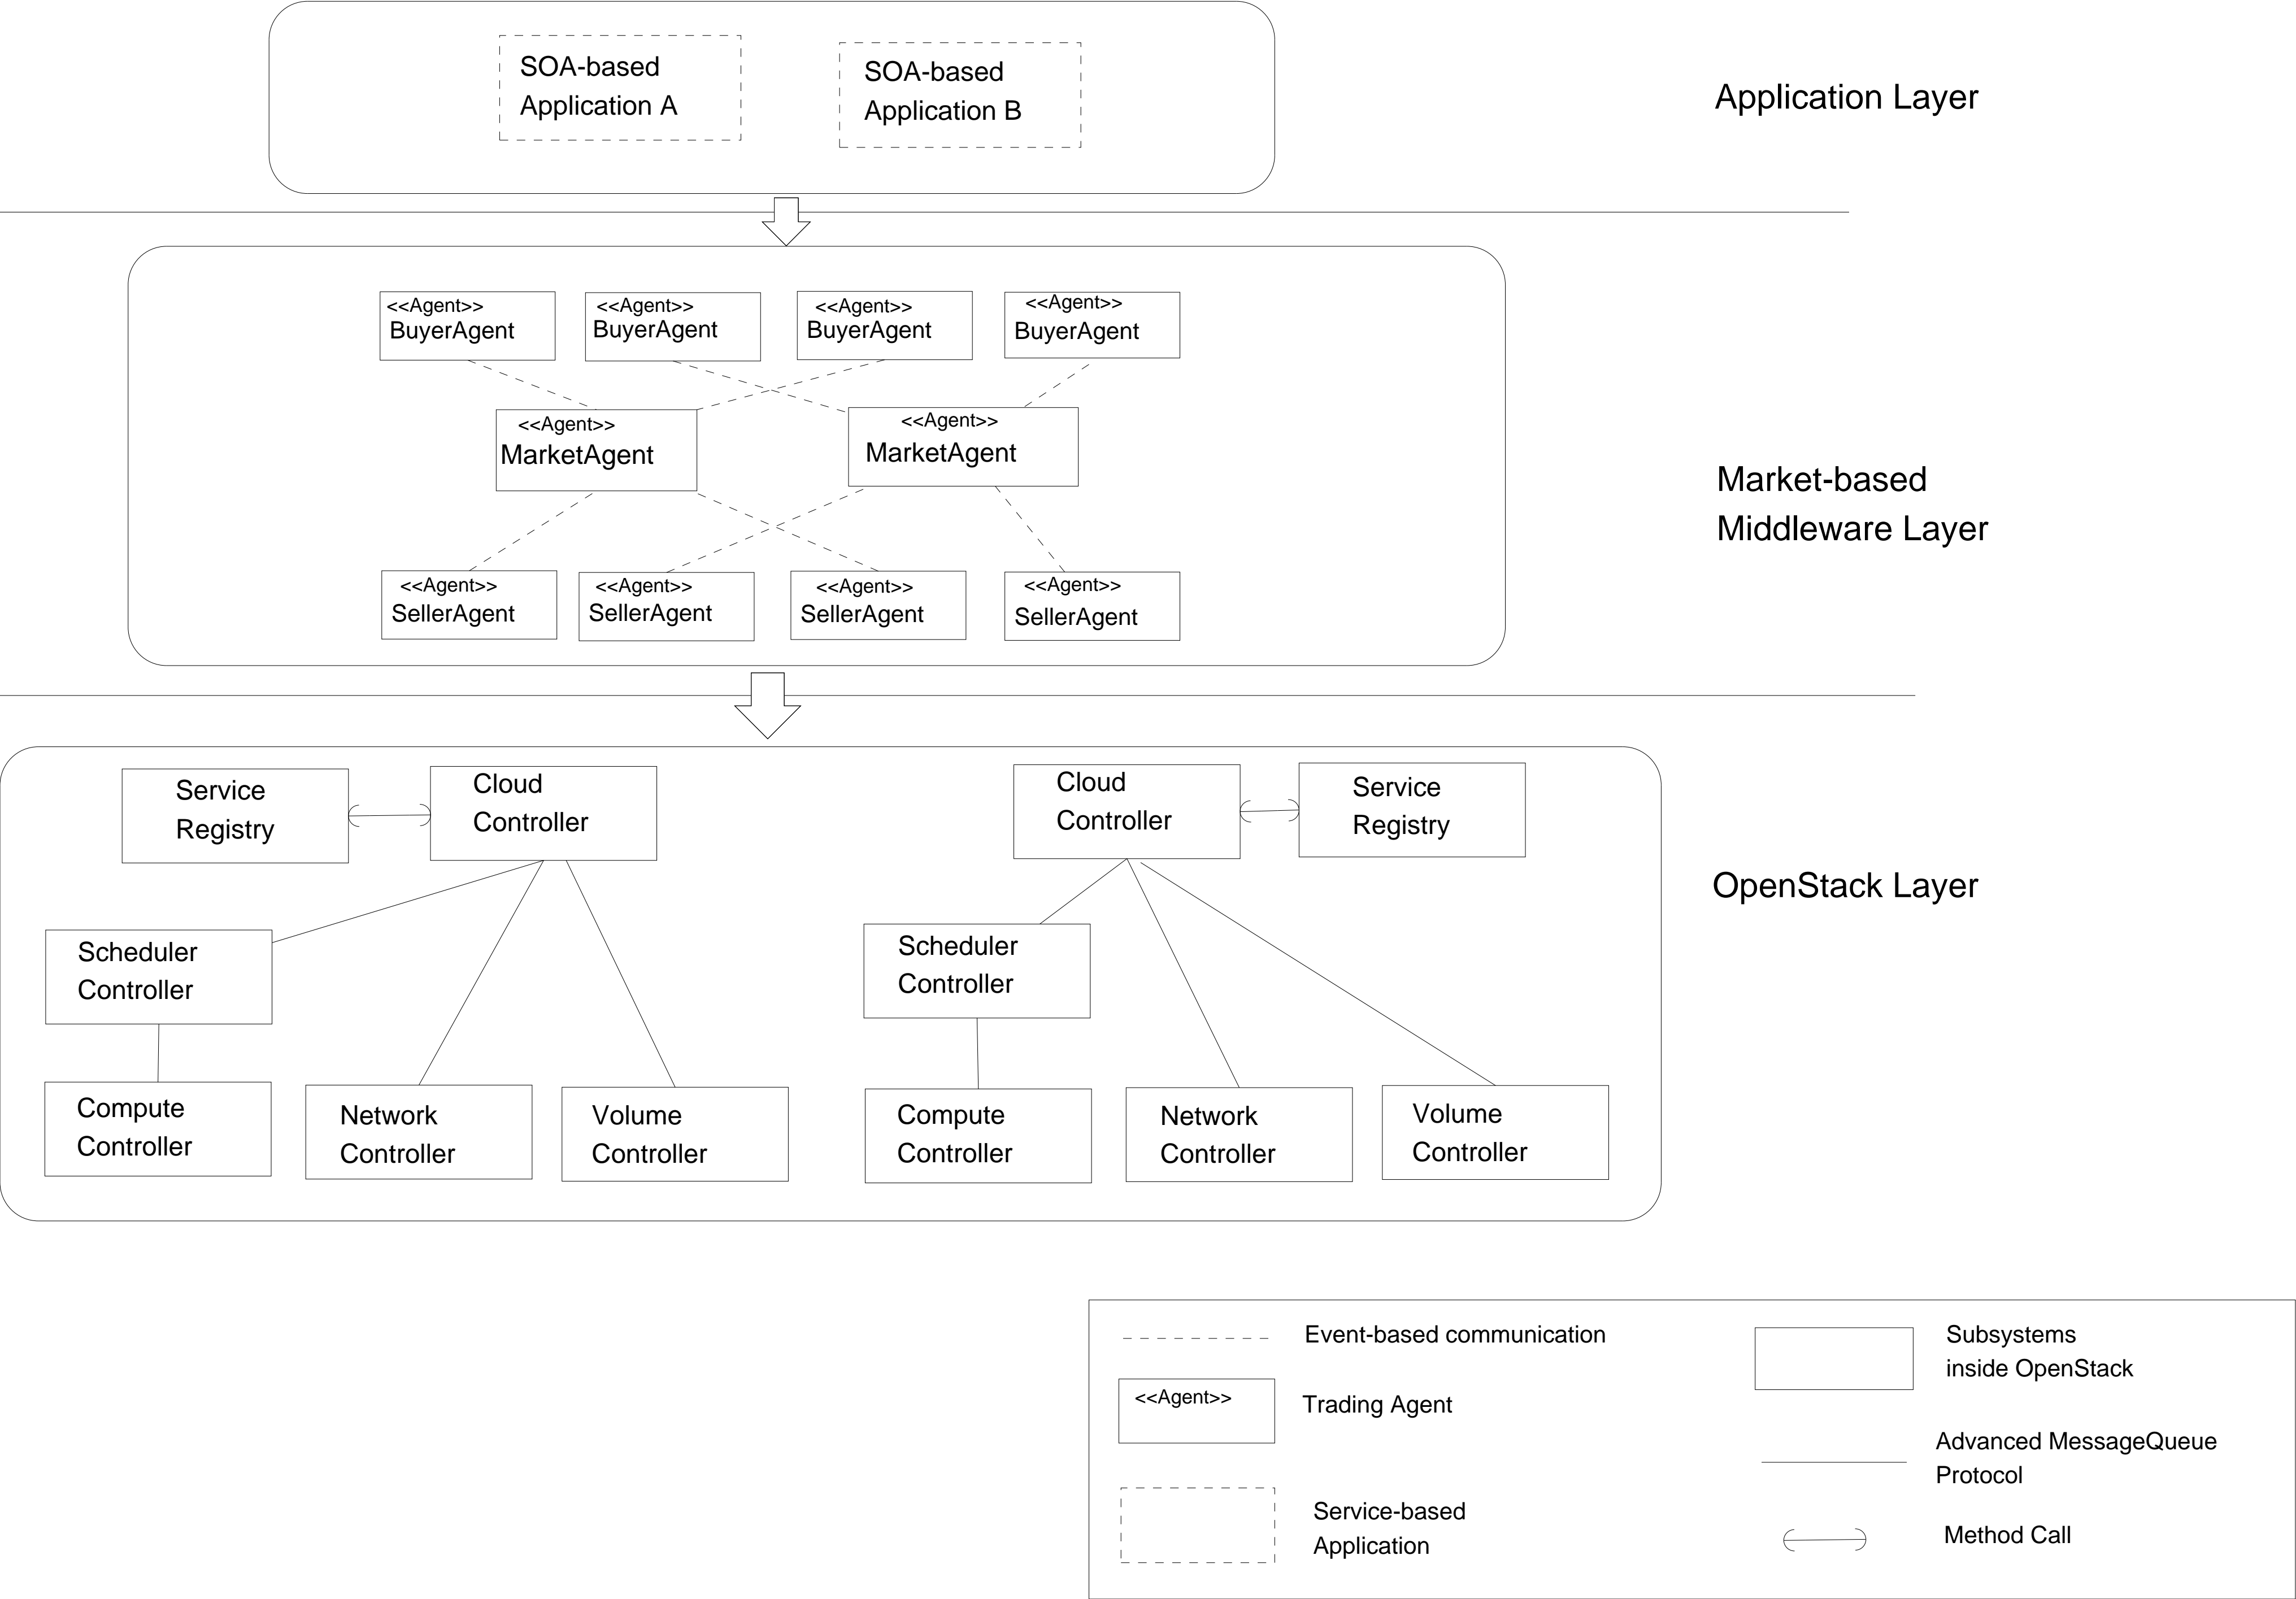 SOA-based
Application A
SOA-based
Application B
Application Layer
<<Agent>>
BuyerAgent
<<Agent>>
BuyerAgent
<<Agent>>
BuyerAgent
<<Agent>>
BuyerAgent
<<Agent>>
MarketAgent
<<Agent>>
MarketAgent
Market-based
Middleware Layer
<<Agent>>
SellerAgent
<<Agent>>
SellerAgent
<<Agent>>
SellerAgent
<<Agent>>
SellerAgent
Service
Registry
Cloud
Controller
Cloud
Controller
Service
Registry
OpenStack Layer
Scheduler
Controller
Scheduler
Controller
Compute
Controller
Network
Controller
Volume
Controller
Compute
Controller
Network
Controller
Volume
Controller
Event-based communication
<<Agent>>
Trading Agent
Service-based
Application
Subsystems
inside OpenStack
Advanced MessageQueue
Protocol
Method Call